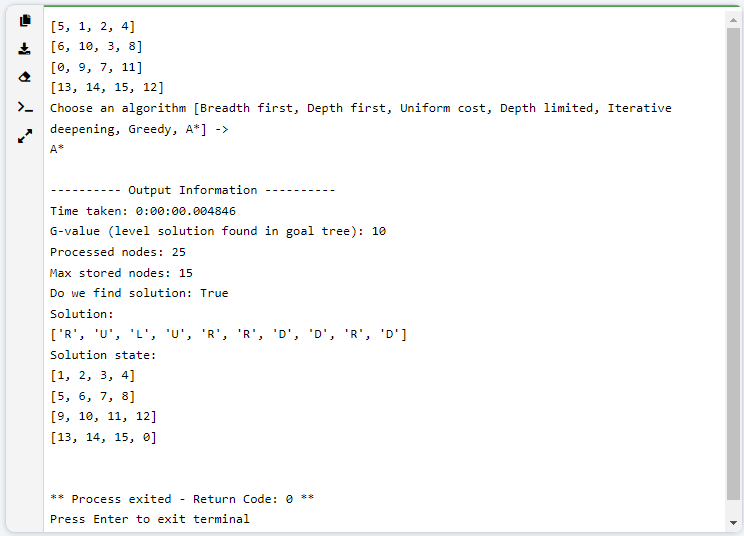 [5, 1, 2, 4]
[6, 10, 3, 8]
[0, 9, 7, 11]
[13, 14, 15, 12]
Choose an algorithm [Breadth first, Depth first, Uniform cost, Depth limited, Iterative
deepening, Greedy, A*] ->
A*
---------- Output Information ----------
Time taken: 0:00:00.004846
G-value (level solution found in goal tree): 10
Processed nodes: 25
Max stored nodes: 15
Do we find solution: True
Solution:
['R', 'U', 'L', 'U', 'R', 'R', 'D', 'D', 'R', 'D']
Solution state:
[1, 2, 3, 4]
[5, 6, 7, 8]
[9, 10, 11, 12]
[13, 14, 15, 0]
** Process exited - Return Code: 0 **
Press Enter to exit terminal